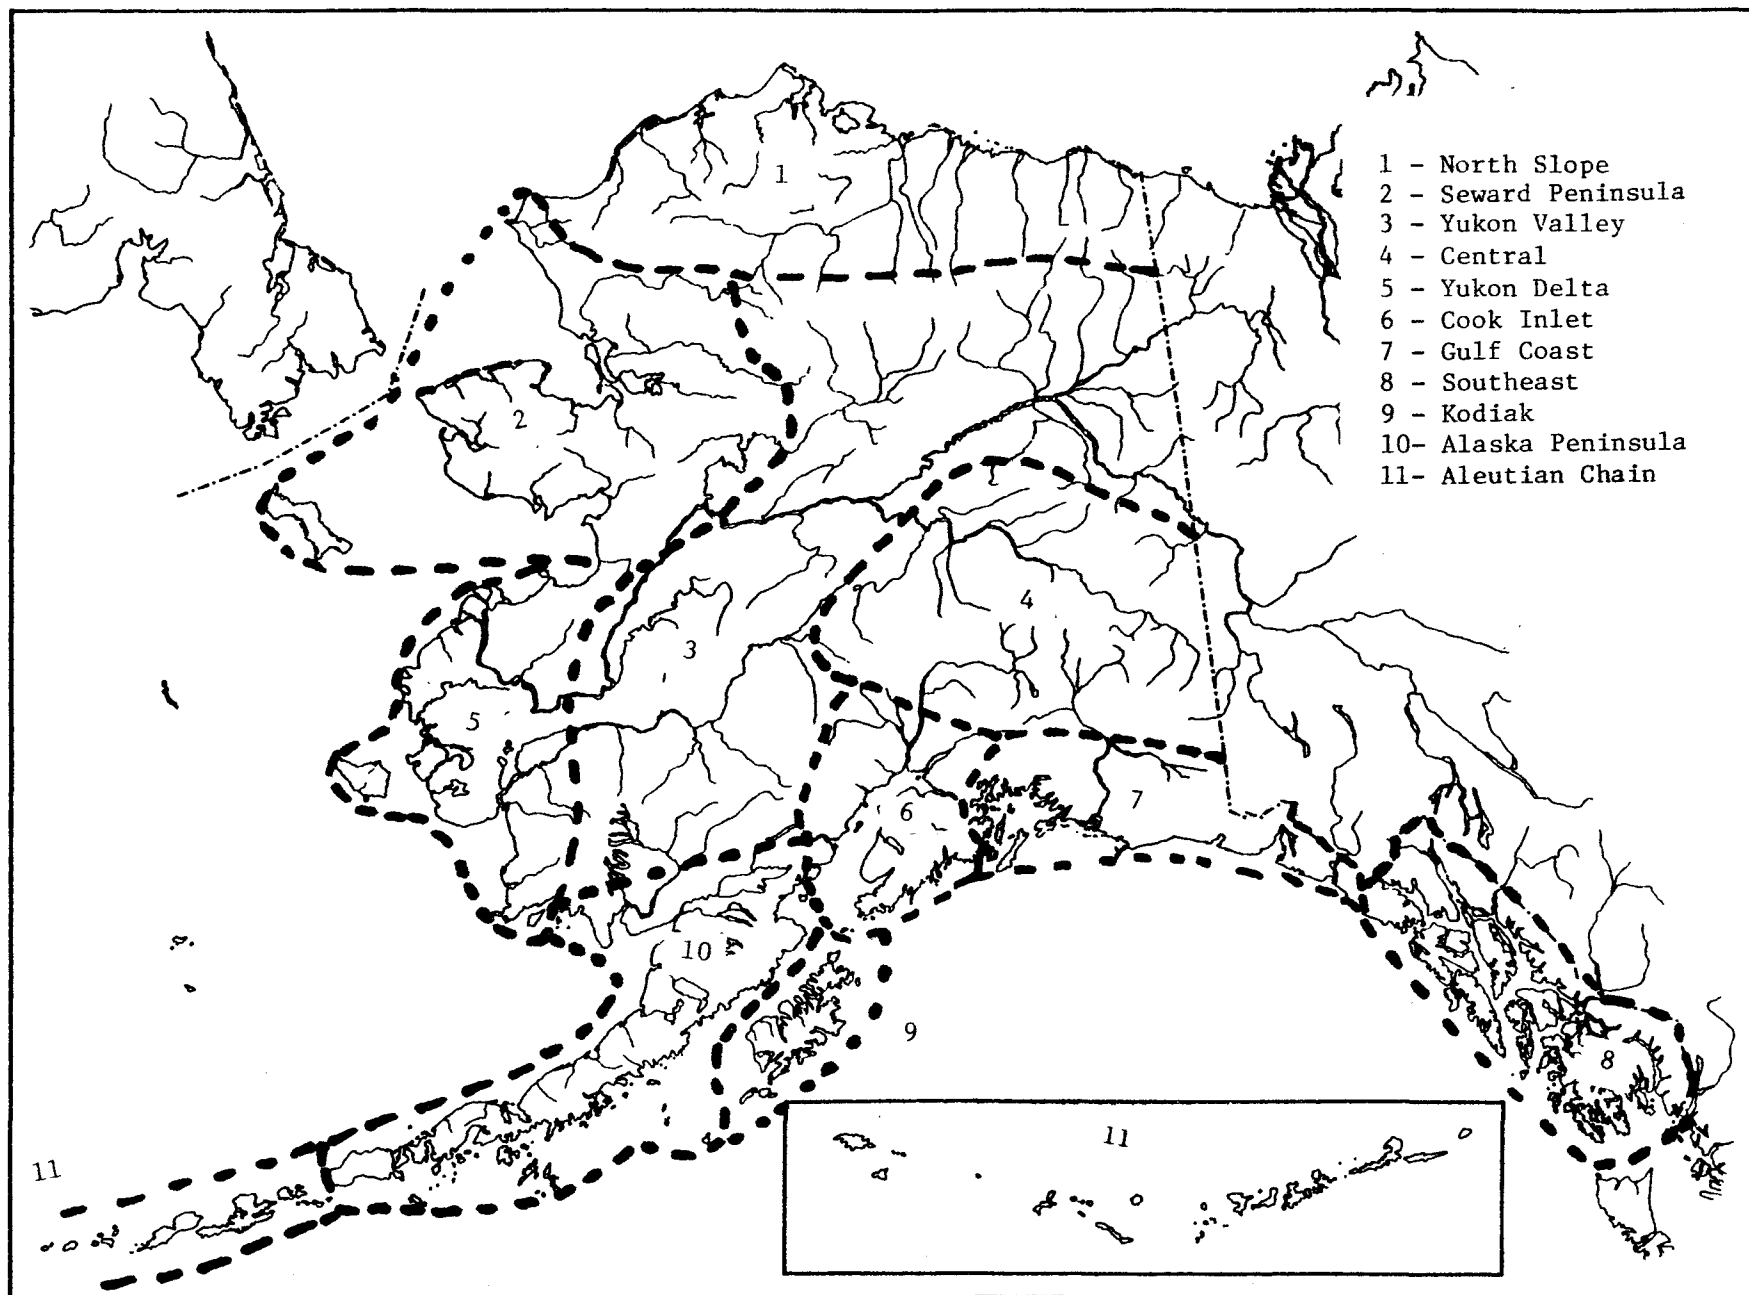 1 - North Slope
2 - Seward Peninsula
3 - Yukon Valley
4 - Central
5 - Yukon Delta
6 - Cook Inlet
7 - Gulf Coast
8 - Southeast
9 - Kodiak
10- Alaska Peninsula
11- Aleutian Chain
1
2
3
4
5
6
7
10
9
8
11
11